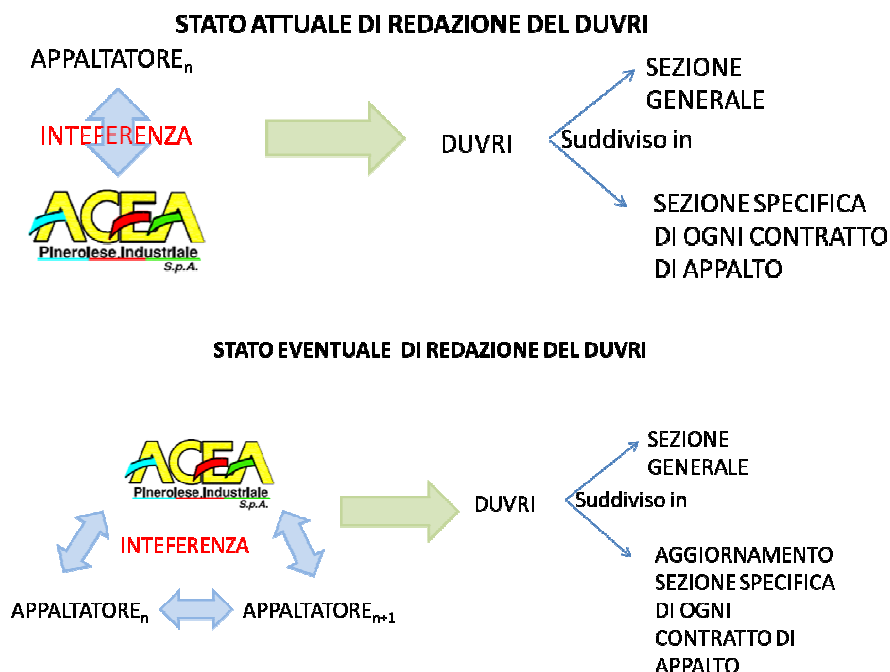 STATO ATTUALE DI REDAZIONE DEL DUVRI
APPALTATOREn
INTEFERENZA
ACEA
Pinerolese Industriale
S.p.A.
DUVRI
Suddiviso in
SEZIONE
GENERALE
SEZIONE SPECIFICA
DI OGNI CONTRATTO
DI APPALTO
STATO EVENTUALE DI REDAZIONE DEL DUVRI
ACEA
Pinerolese Industriale
S.p.A.
INTEFERENZA
APPALTATOREn
APPALTATOREn+1
DUVRI
Suddiviso in
SEZIONE
GENERALE
AGGIORNAMENTO
SEZIONE SPECIFICA
DI OGNI
CONTRATTO DI
APPALTO